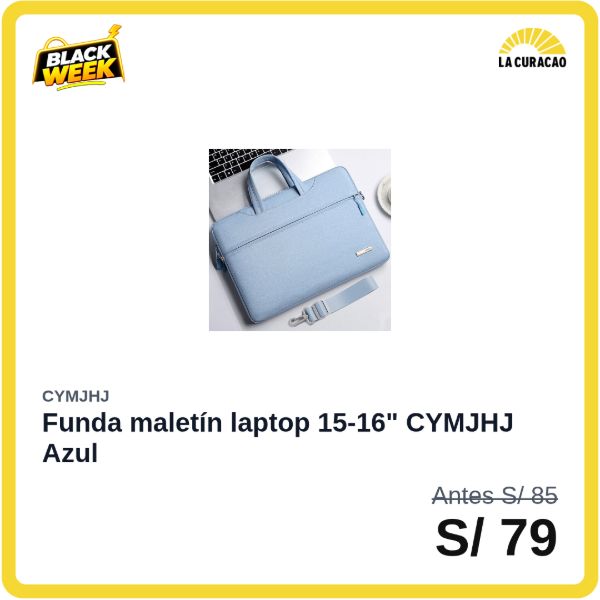 BLACK
WEEK
LA CURACAO
CYMJHJ
Funda maletín laptop 15-16" CYMJHJ
Azul
Antes S/ 85
S/ 79